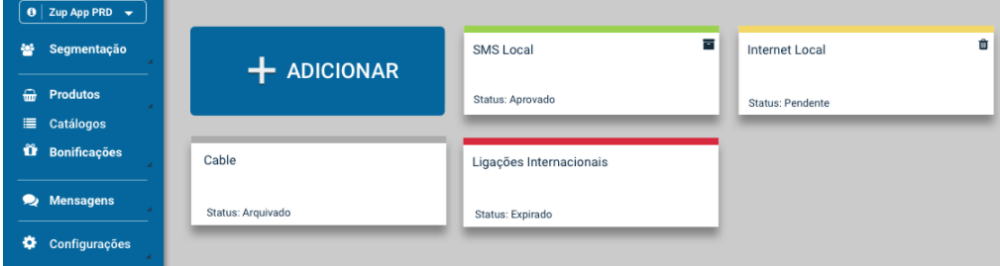 Zup App PRD
Segmentação
Produtos
Catálogos
Bonificações
Mensagens
Configurações
ADICIONAR
SMS Local
Status: Aprovado
Internet Local
Status: Pendente
Cable
Status: Arquivado
Ligações Internacionais
Status: Expirado